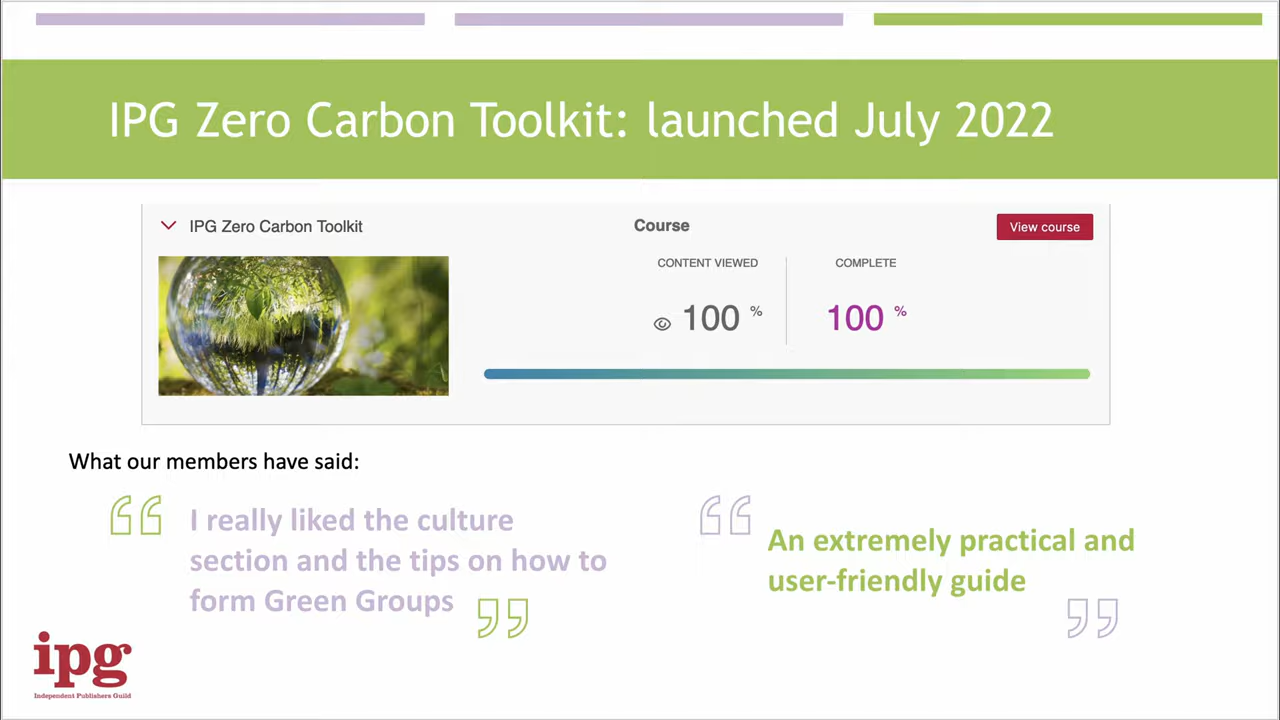 IPG Zero Carbon Toolkit: launched July 2022
IPG Zero Carbon Toolkit
Course
View course
CONTENT VIEWED
COMPLETE
100 %
100 %
What our members have said:
“I really liked the culture
section and the tips on how to
form Green Groups”
“An extremely practical and
user-friendly guide”
ipg
Independent Publishers Guild